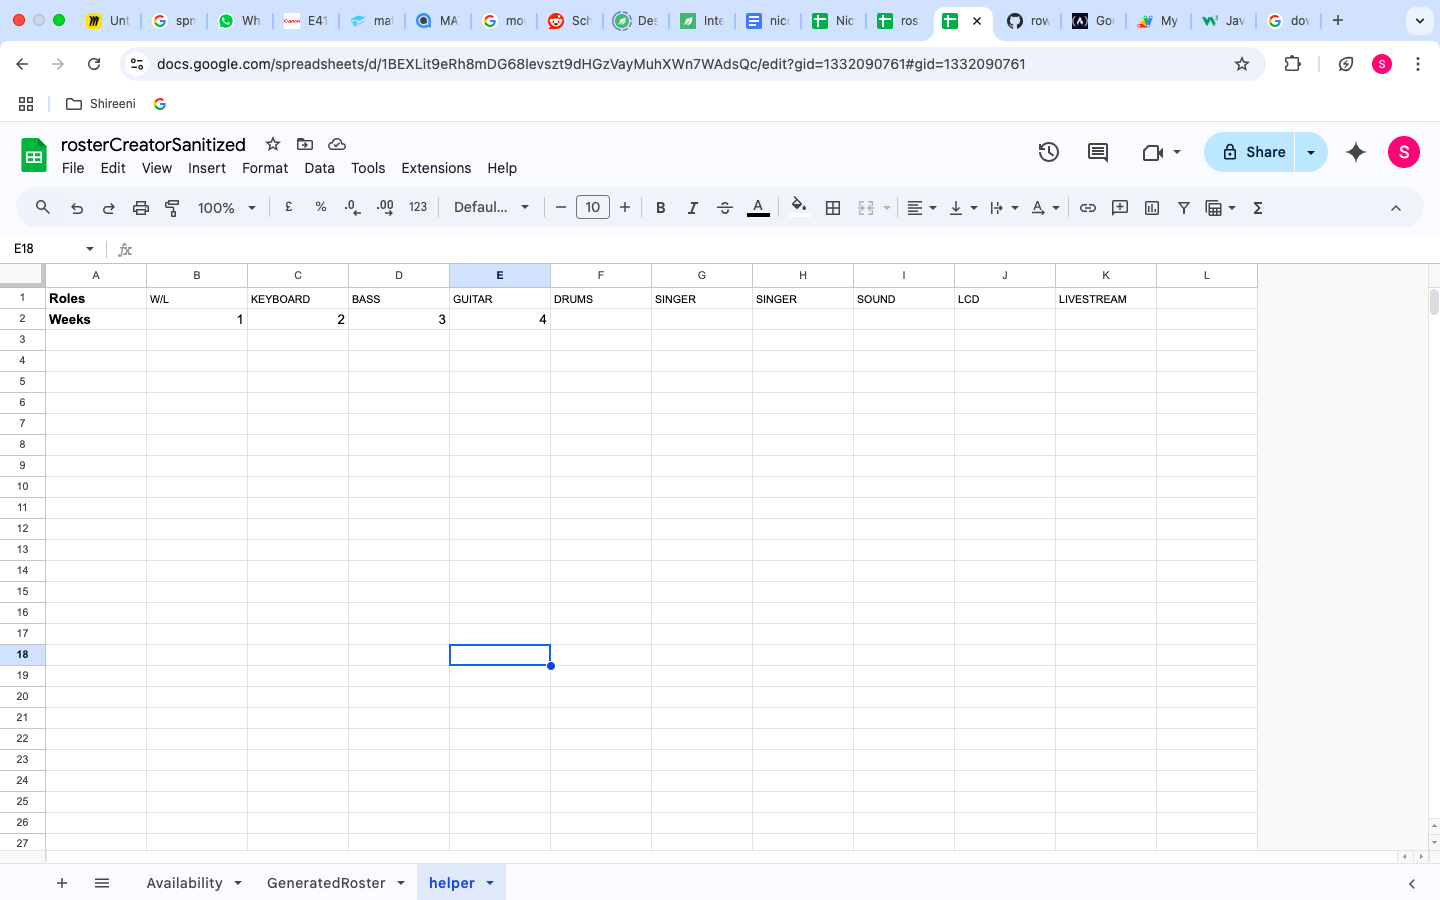 Unt spr Wh E41 mat MA mou Sch Des Inte nicc Nic ros row Goo My Jav dov
docs.google.com/spreadsheets/d/1BEXLit9eRh8mDG68levszt9dHGzVayMuhXWn7WAdsQc/edit?gid=1332090761#gid=1332090761 S
Shireeni
rosterCreatorSanitized
File Edit View Insert Format Data Tools Extensions Help
Share S
100% £ % .0 .00 123 Defaul... 10 B I S A
E18 fx
A B C D E F G H I J K L
1 Roles W/L KEYBOARD BASS GUITAR DRUMS SINGER SINGER SOUND LCD LIVESTREAM
2 Weeks 1 2 3 4
3
4
5
6
7
8
9
10
11
12
13
14
15
16
17
18
19
20
21
22
23
24
25
26
27
Availability GeneratedRoster helper